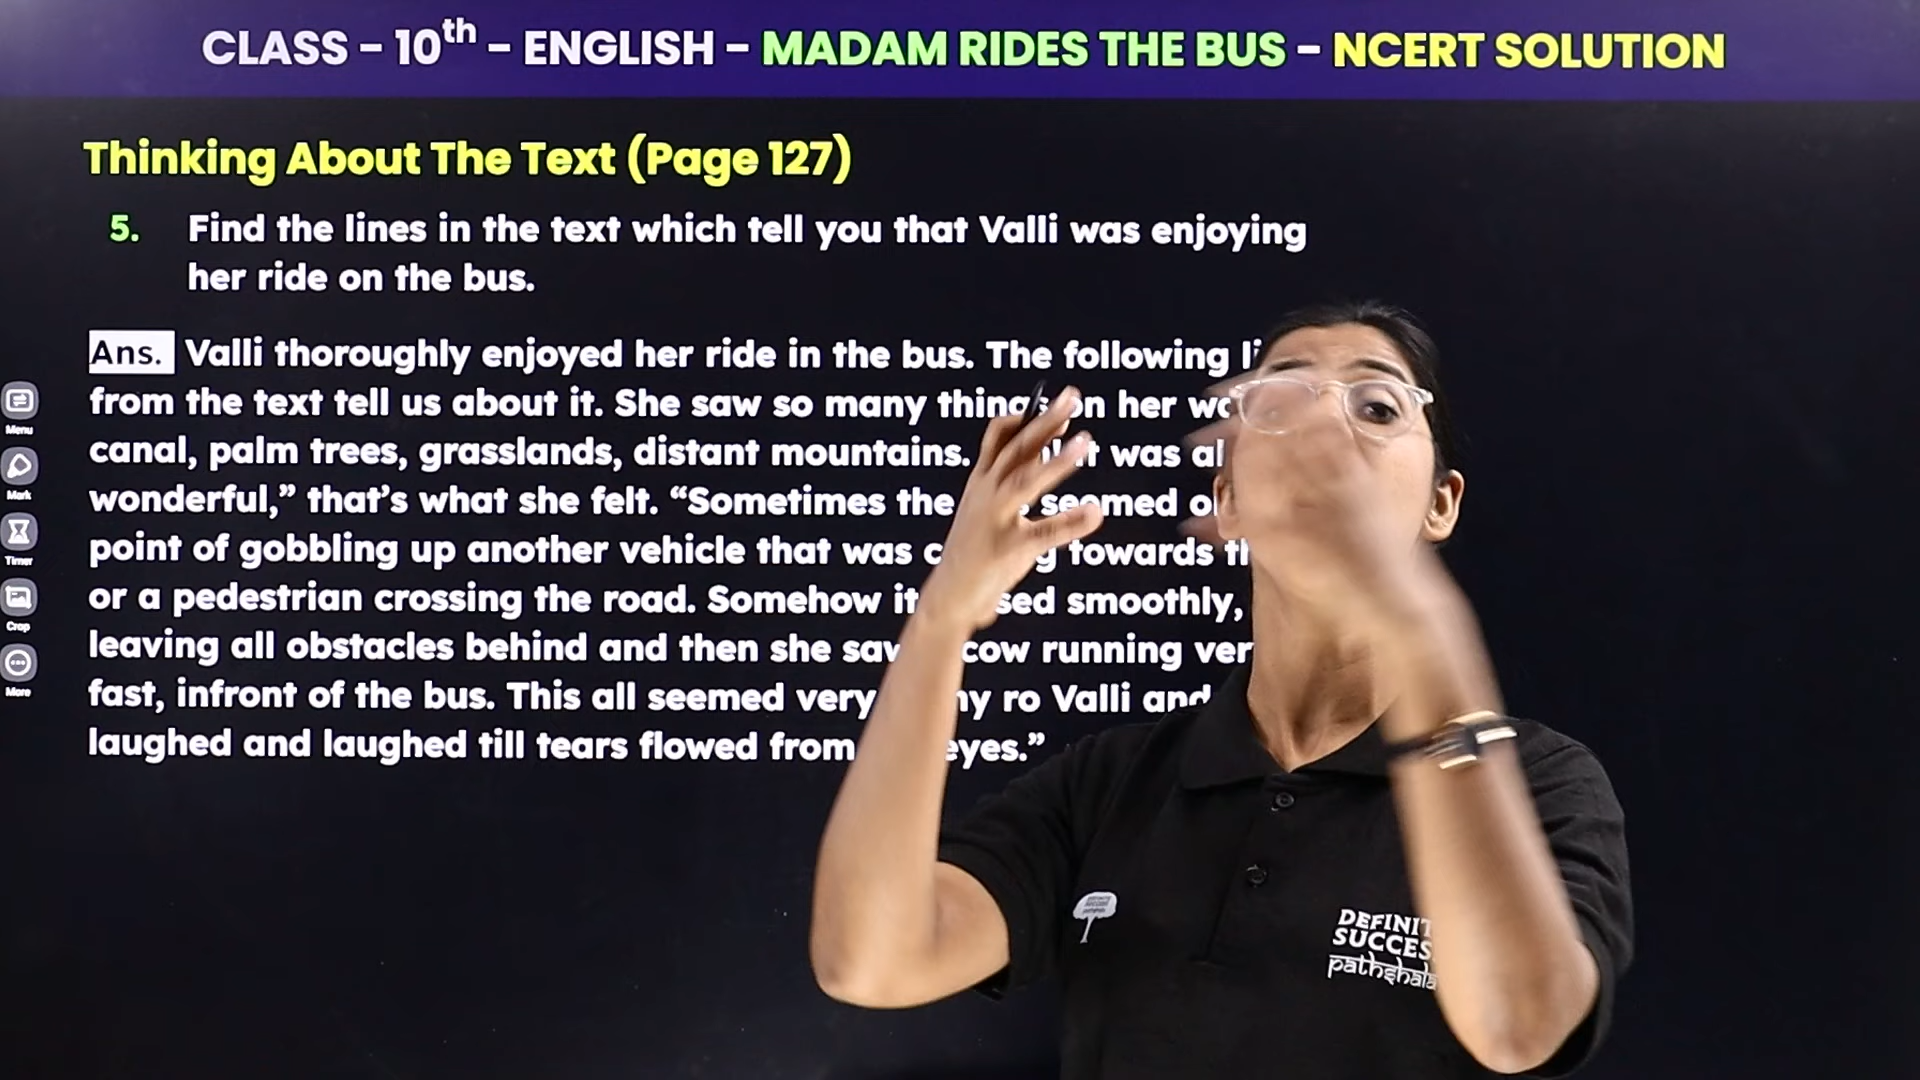 CLASS – 10th – ENGLISH – MADAM RIDES THE BUS – NCERT SOLUTION
Thinking About The Text (Page 127)
5. Find the lines in the text which tell you that Valli was enjoying
her ride on the bus.
Ans. Valli thoroughly enjoyed her ride in the bus. The following
from the text tell us about it. She saw so many things on her
canal, palm trees, grasslands, distant mountains. it was
wonderful,” that’s what she felt. “Sometimes the seemed
point of gobbling up another vehicle that was towards
or a pedestrian crossing the road. Somehow it smoothly,
leaving all obstacles behind and then she saw cow running
fast, infront of the bus. This all seemed very ro Valli and
laughed and laughed till tears flowed from eyes.”
Menu
Mark
Timer
Crop
More
DEFINIT
SUCCES
pathshala